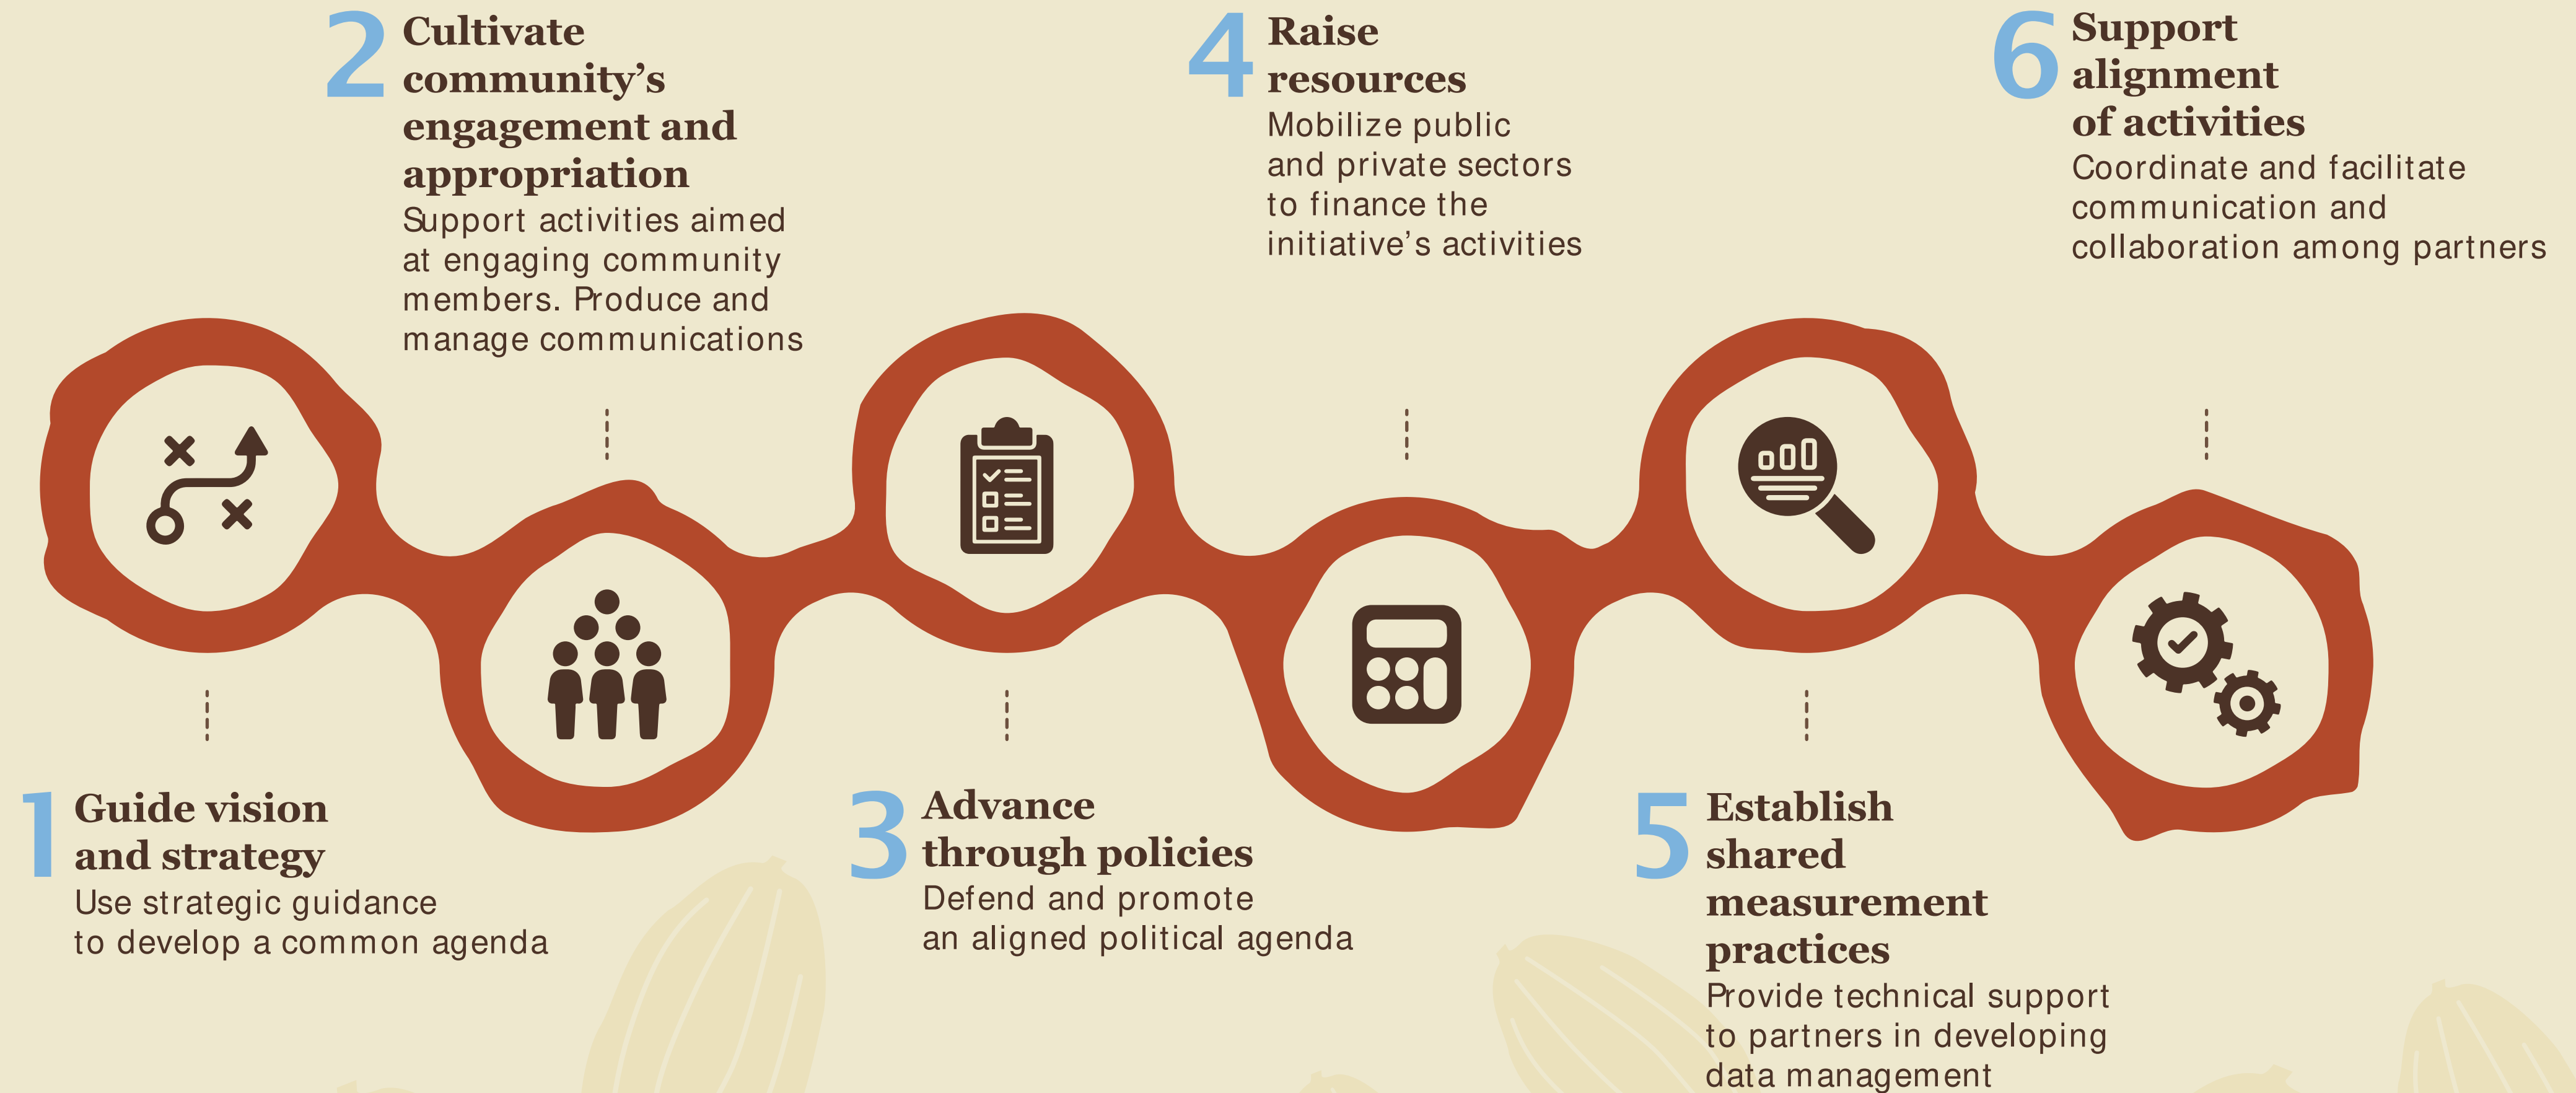 1
Guide vision
and strategy
Use strategic guidance
to develop a common agenda
2
Cultivate
community’s
engagement and
appropriation
Support activities aimed
at engaging community
members. Produce and
manage communications
3
Advance
through policies
Defend and promote
an aligned political agenda
4
Raise
resources
Mobilize public
and private sectors
to finance the
initiative’s activities
5
Establish
shared
measurement
practices
Provide technical support
to partners in developing
data management
6
Support
alignment
of activities
Coordinate and facilitate
communication and
collaboration among partners